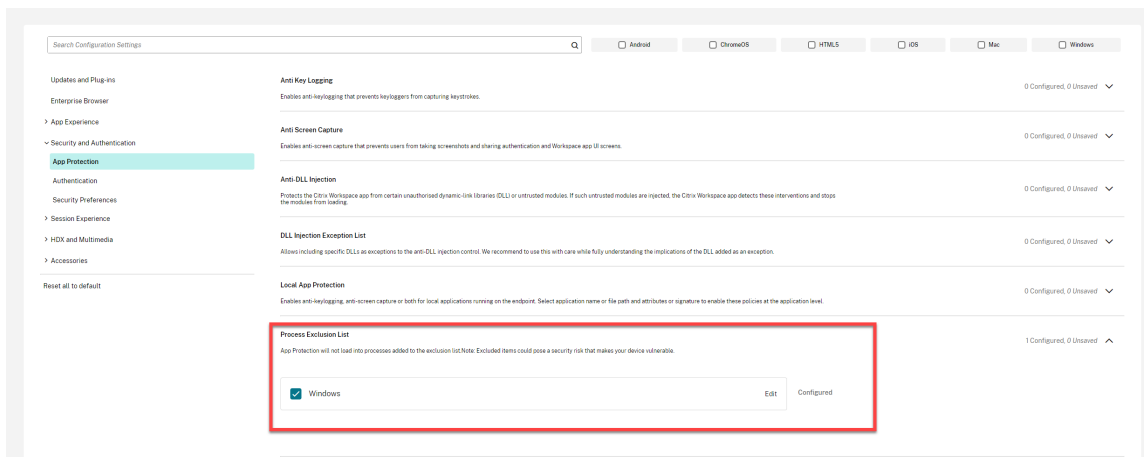 Search Configuration Settings
Android
ChromeOS
HTML5
iOS
Mac
Windows
Updates and Plug-ins
Enterprise Browser
App Experience
Security and Authentication
App Protection
Authentication
Security Preferences
Session Experience
HDX and Multimedia
Accessories
Reset all to default
Anti Key Logging
0 Configured, 0 Unsaved
Enables anti-keylogging that prevents keyloggers from capturing keystrokes.
Anti Screen Capture
0 Configured, 0 Unsaved
Enables anti-screen capture that prevents users from taking screenshots and sharing authentication and Workspace app UI screens.
Anti-DLL Injection
0 Configured, 0 Unsaved
Protects the Citrix Workspace app from certain unauthorised dynamic-link libraries (DLL) or untrusted modules. If such untrusted modules are injected, the Citrix Workspace app detects these interventions and stops
the modules from loading.
DLL Injection Exception List
0 Configured, 0 Unsaved
Allows including specific DLLs as exceptions to the anti-DLL injection control. We recommend to use this with care while fully understanding the implications of the DLL added as an exception.
Local App Protection
0 Configured, 0 Unsaved
Enables anti-keylogging, anti-screen capture or both for local applications running on the endpoint. Select application name or file path and attributes or signature to enable these policies at the application level.
Process Exclusion List
1 Configured, 0 Unsaved
App Protection will not load into processes added to the exclusion list.Note: Excluded items could pose a security risk that makes your device vulnerable.
Windows
Edit
Configured